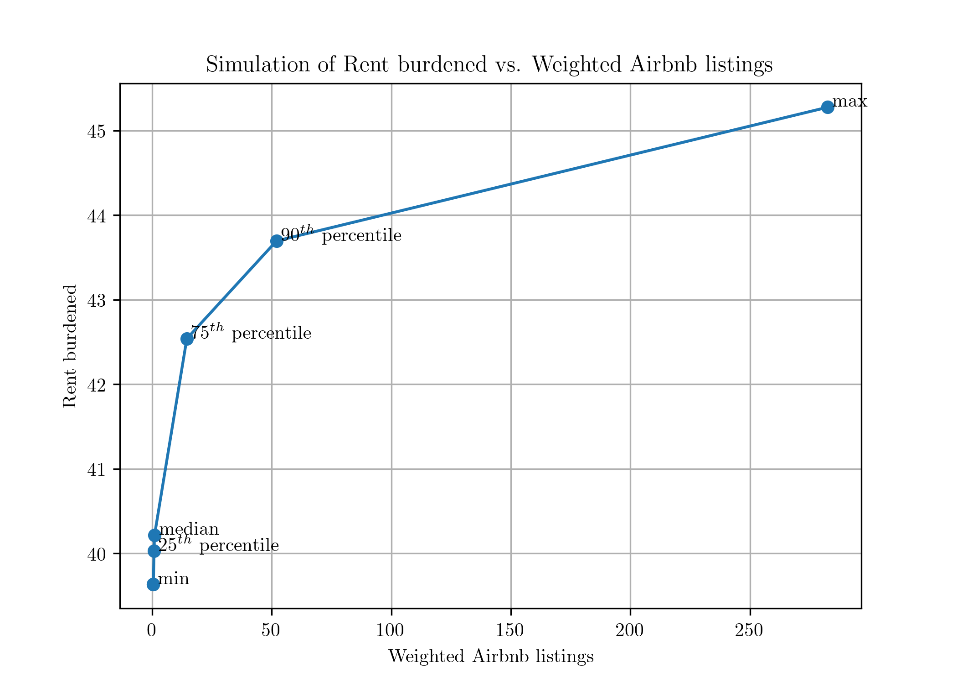 Simulation of Rent burdened vs. Weighted Airbnb listings
Rent burdened
45
44
43
42
41
40
max
90th percentile
75th percentile
median
25th percentile
min
0 50 100 150 200 250
Weighted Airbnb listings